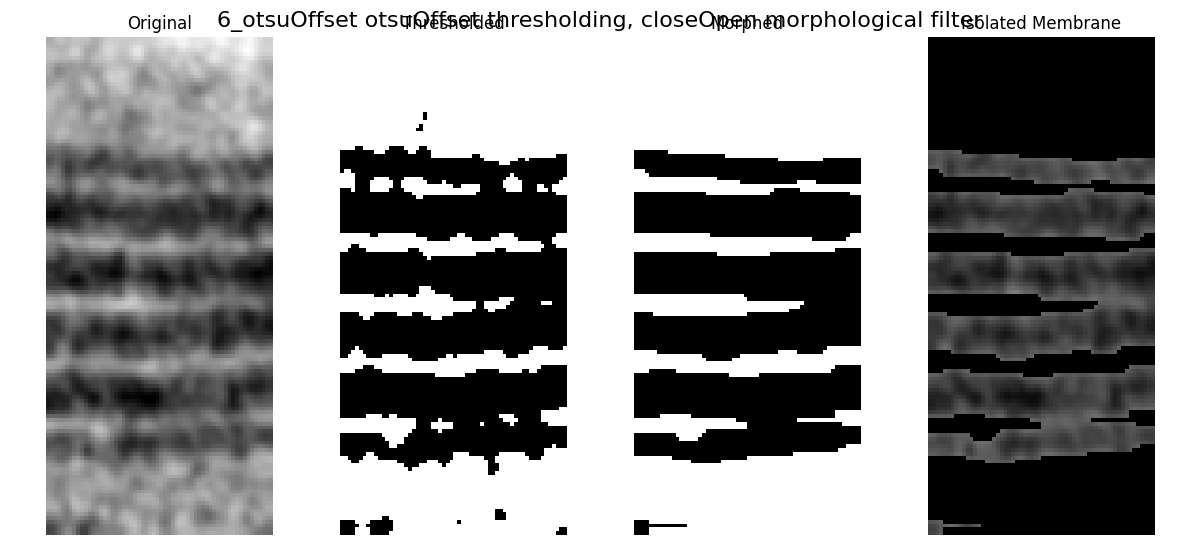 6_otsuOffset otsuOffset thresholding, closeOpen morphological filter
Original
Thresholded
Morphed
Isolated Membrane